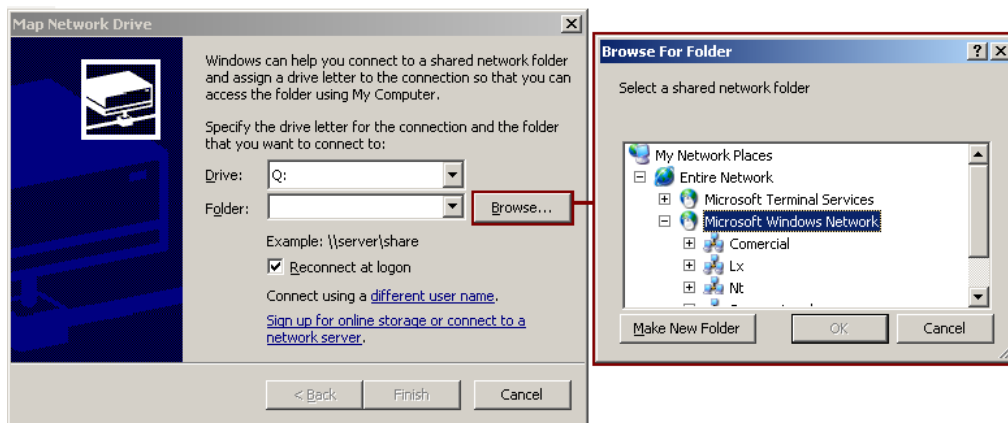 Map Network Drive
Windows can help you connect to a shared network folder
and assign a drive letter to the connection so that you can
access the folder using My Computer.
Specify the drive letter for the connection and the folder
that you want to connect to:
Drive: Q:
Folder: Browse...
Example: \\server\share
Reconnect at logon
Connect using a different user name.
Sign up for online storage or connect to a
network server.
< Back Finish Cancel
Browse For Folder
Select a shared network folder
My Network Places
Entire Network
Microsoft Terminal Services
Microsoft Windows Network
Comercial
Lx
Nt
Make New Folder OK Cancel